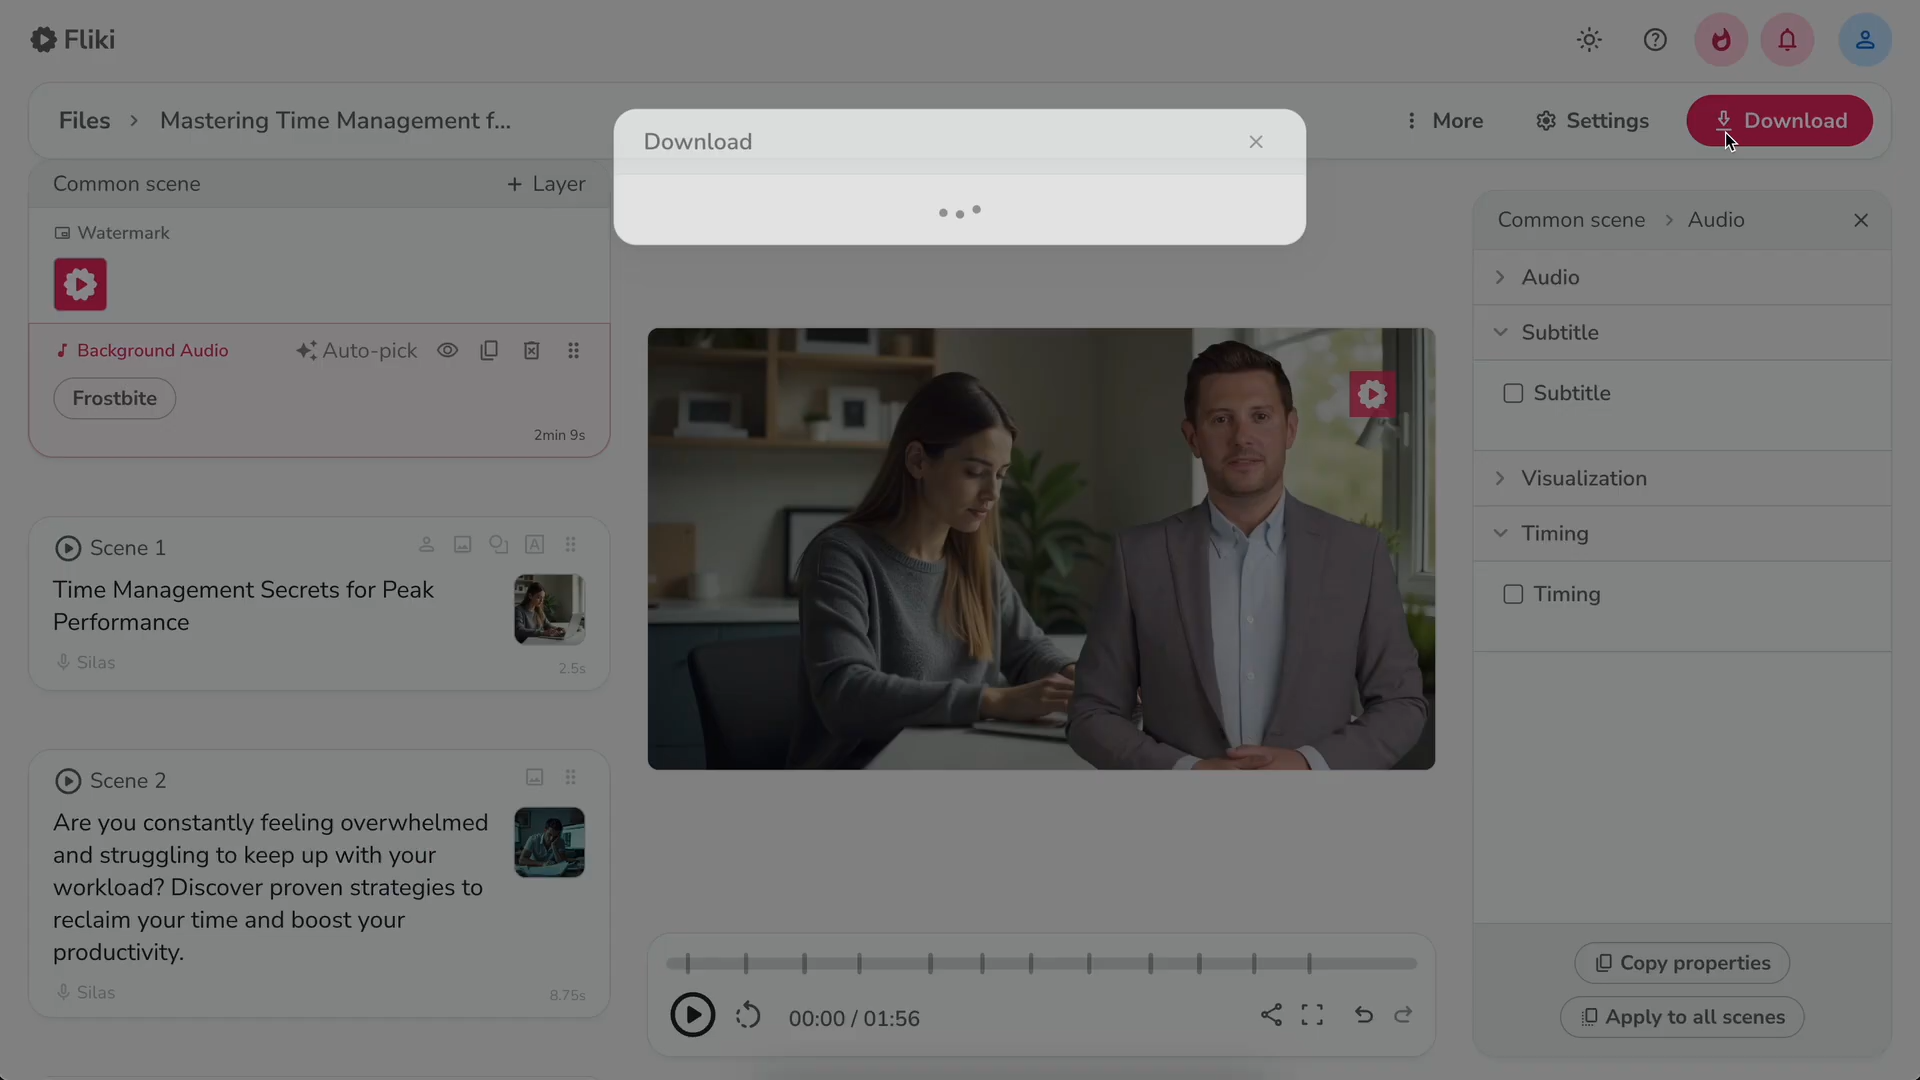 Fliki
Files > Mastering Time Management f...
More
Settings
Download
Download
Common scene
+ Layer
Watermark
Background Audio
Auto-pick
Frostbite
2min 9s
Scene 1
Time Management Secrets for Peak
Performance
Silas
2.5s
Scene 2
Are you constantly feeling overwhelmed
and struggling to keep up with your
workload? Discover proven strategies to
reclaim your time and boost your
productivity.
Silas
8.75s
00:00 / 01:56
Common scene > Audio
Audio
Subtitle
Subtitle
Visualization
Timing
Timing
Copy properties
Apply to all scenes